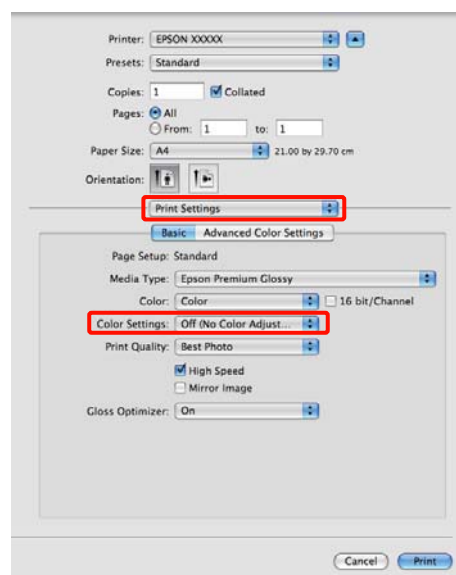 Printer: EPSON XXXXX
Presets: Standard
Copies: 1 Collated
Pages: All
From: 1 to: 1
Paper Size: A4 21.00 by 29.70 cm
Orientation:
Print Settings
Basic Advanced Color Settings
Page Setup: Standard
Media Type: Epson Premium Glossy
Color: Color 16 bit/Channel
Color Settings: Off (No Color Adjust...
Print Quality: Best Photo
High Speed
Mirror Image
Gloss Optimizer: On
Cancel Print